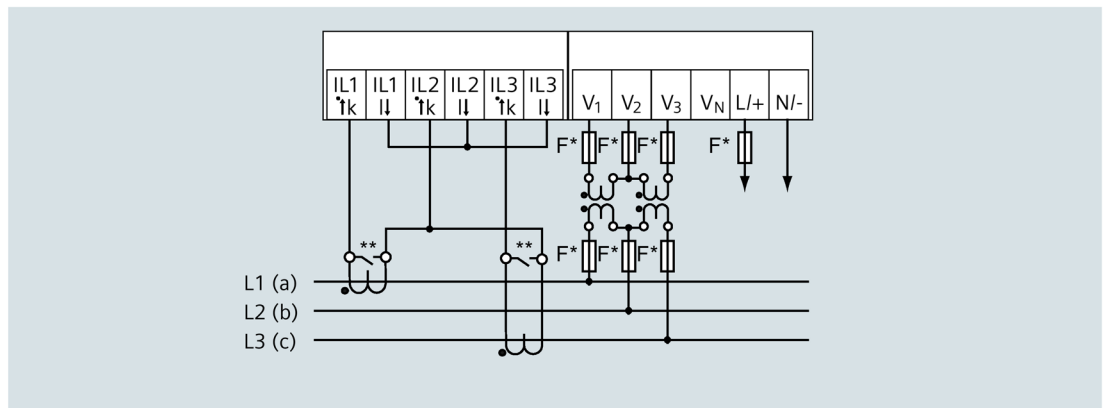 IL1 IL1 IL2 IL2 IL3 IL3
↑k l↓ ↑k l↓ ↑k l↓ V₁ V₂ V₃ VN L/+ N/-
F* F* F* F*
** **
F* F* F*
L1 (a)
L2 (b)
L3 (c)